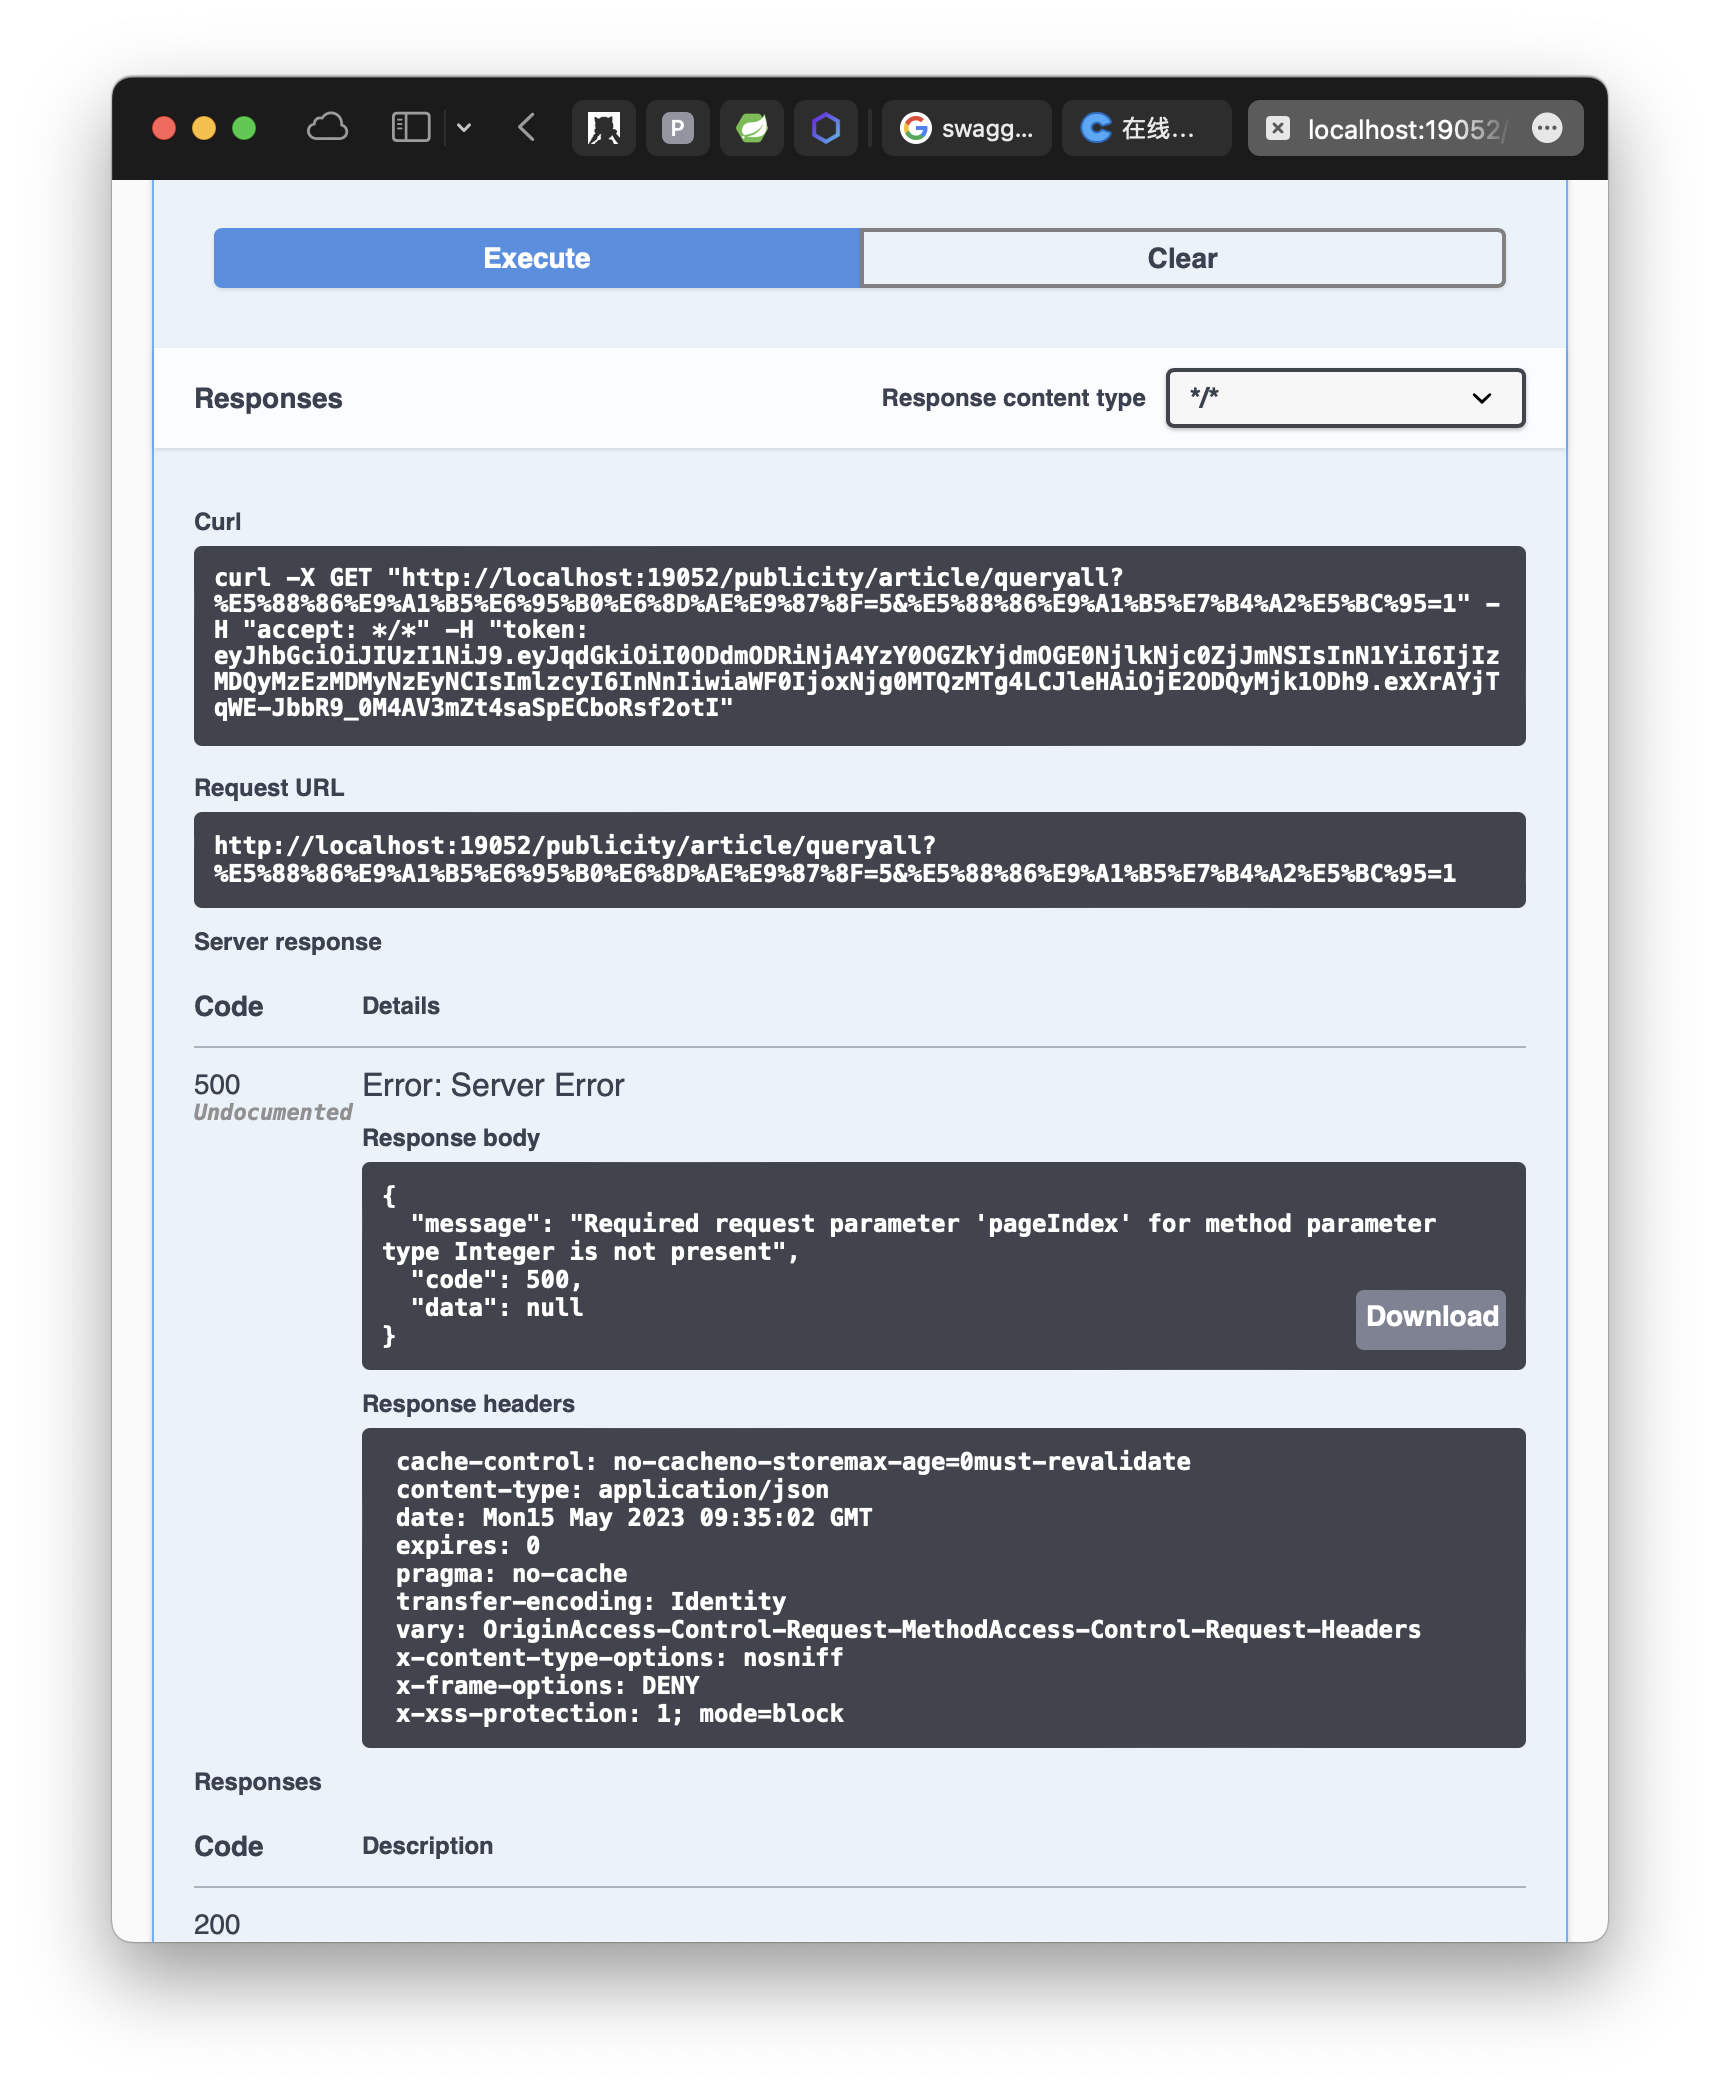 P
swagg...
在线...
localhost:19052/
Execute
Clear
Responses
Response content type
*/*
Curl
curl -X GET "http://localhost:19052/publicity/article/queryall?
%E5%88%86%E9%A1%B5%E6%95%B0%E6%8D%AE%E9%87%8F=5&%E5%88%86%E9%A1%B5%E7%B4%A2%E5%BC%95=1" -
H "accept: */*" -H "token:
eyJhbGciOiJIUzI1NiJ9.eyJqdGkiOiI0ODdmODRiNjA4YzY0OGZkYjdmOGE0NjlkNjc0ZjJmNSIsInN1YiI6IjIz
MDQyMzEzMDMyNzEyNCIsImlzcyI6InNnIiwiaWF0IjoxNjg0MTQzMTg4LCJleHAiOjE2ODQyMjk1ODh9.exXrAYjT
qWE-JbbR9_0M4AV3mZt4saSpECboRsf2otI"
Request URL
http://localhost:19052/publicity/article/queryall?
%E5%88%86%E9%A1%B5%E6%95%B0%E6%8D%AE%E9%87%8F=5&%E5%88%86%E9%A1%B5%E7%B4%A2%E5%BC%95=1
Server response
Code
Details
500
Undocumented
Error: Server Error
Response body
{
"message": "Required request parameter 'pageIndex' for method parameter
type Integer is not present",
"code": 500,
"data": null
}
Download
Response headers
cache-control: no-cacheno-storemax-age=0must-revalidate
content-type: application/json
date: Mon15 May 2023 09:35:02 GMT
expires: 0
pragma: no-cache
transfer-encoding: Identity
vary: OriginAccess-Control-Request-MethodAccess-Control-Request-Headers
x-content-type-options: nosniff
x-frame-options: DENY
x-xss-protection: 1; mode=block
Responses
Code
Description
200